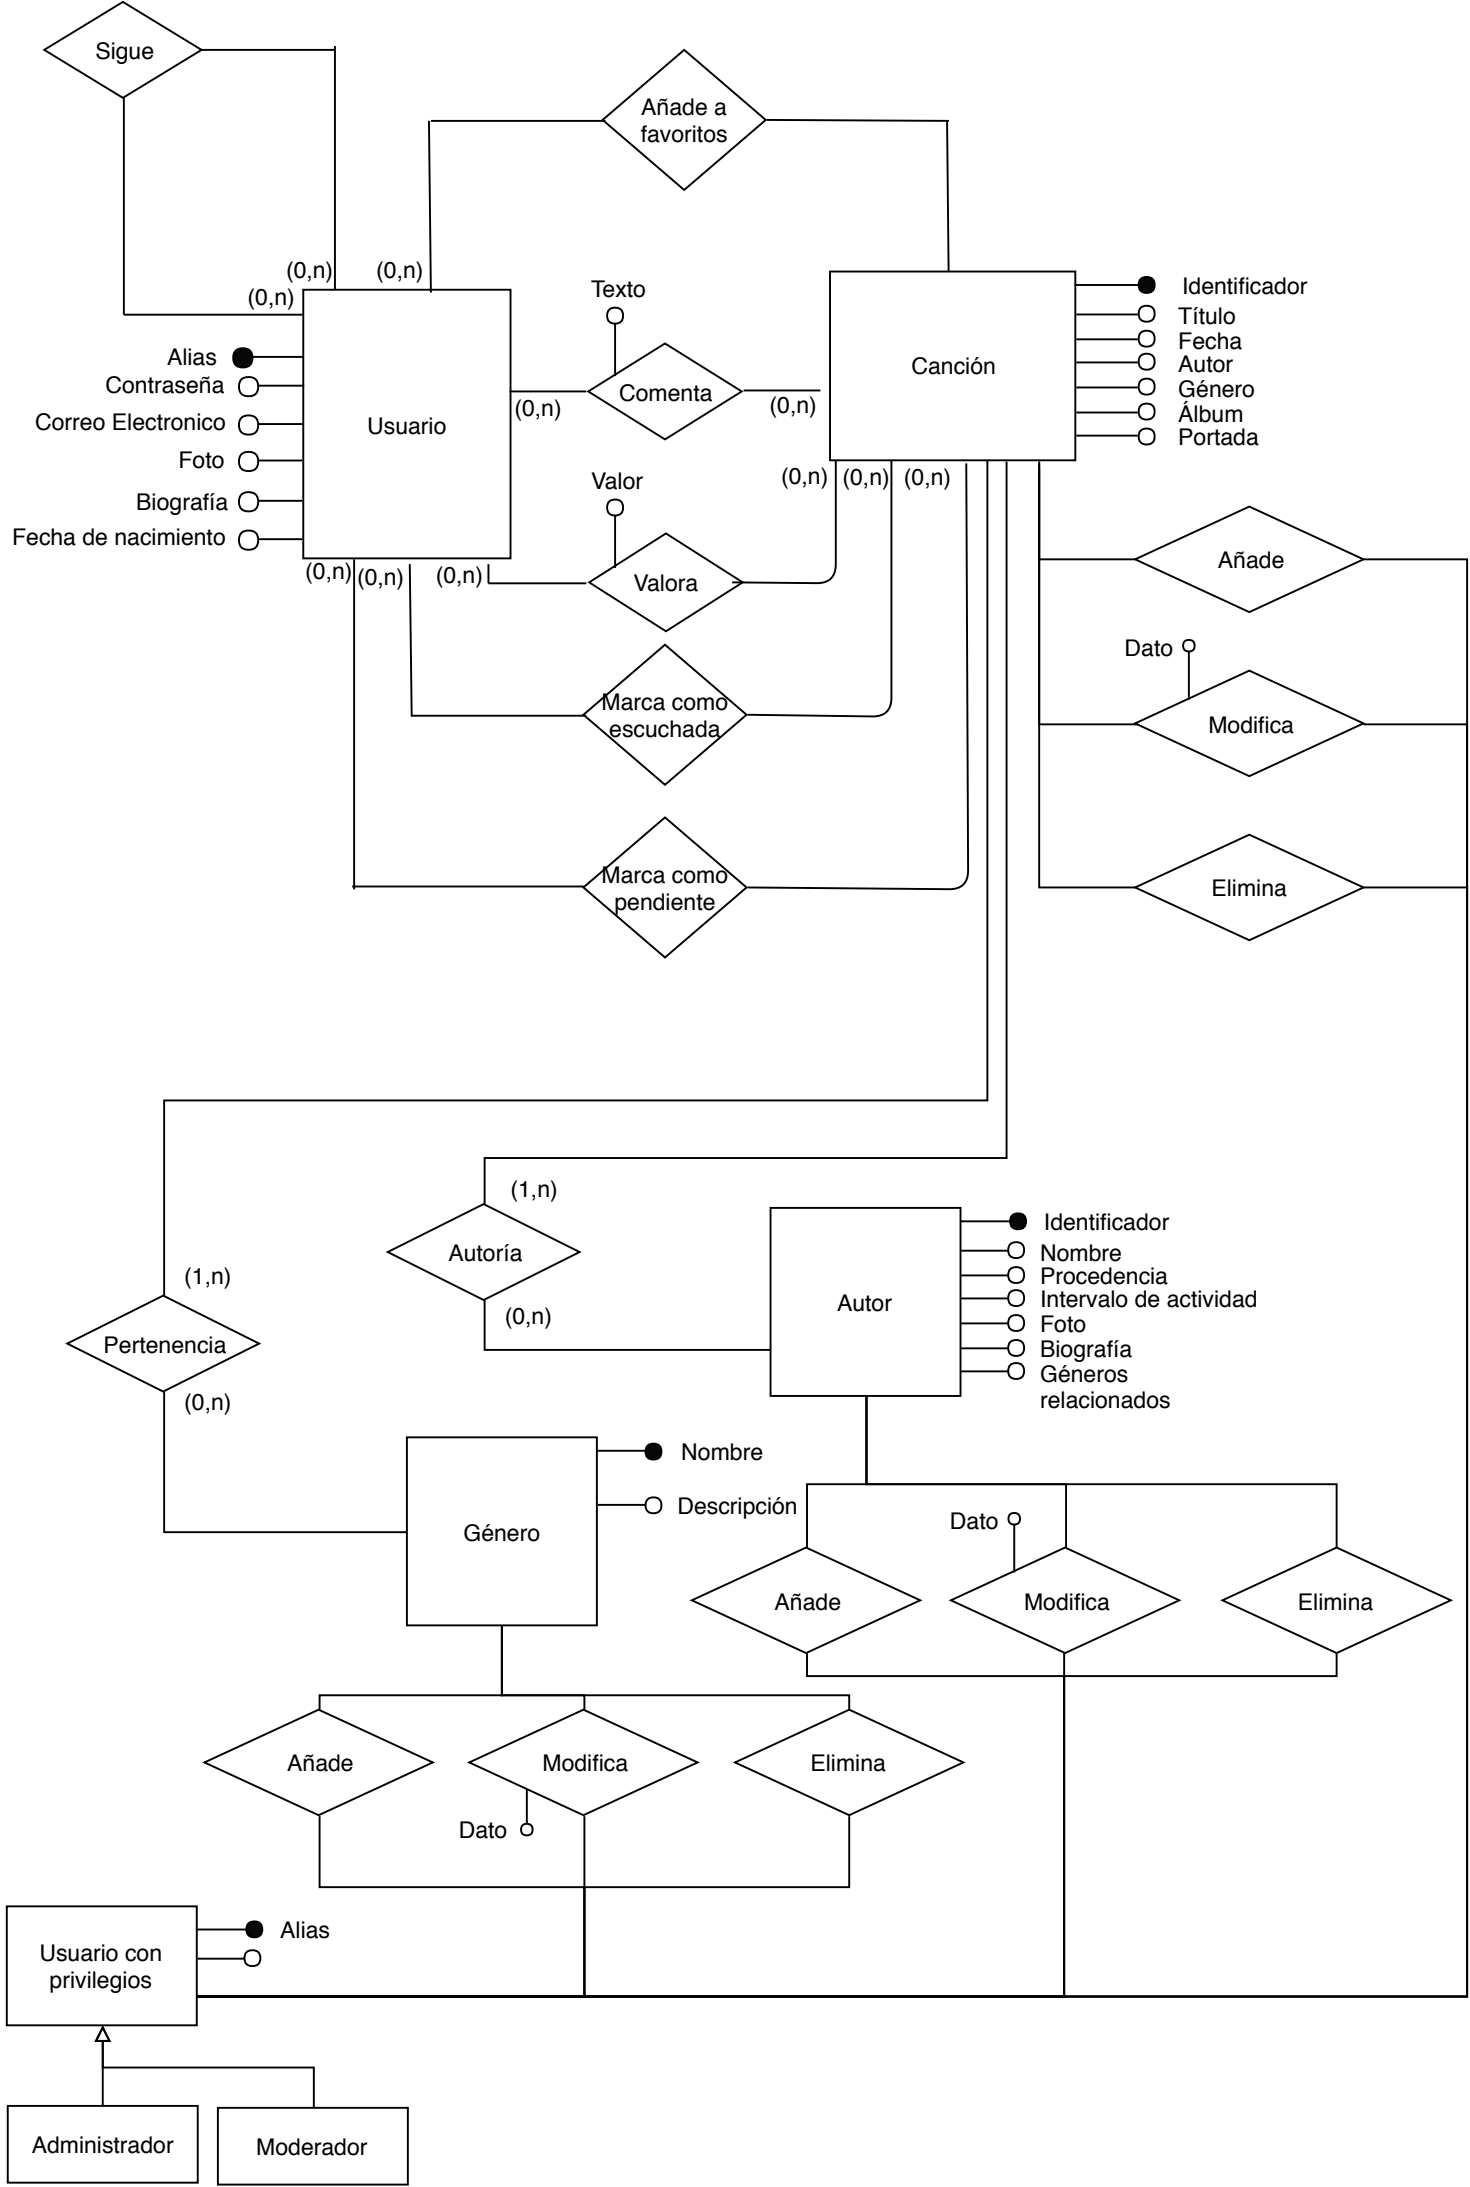 Sigue
Añade a
favoritos
(0,n)
(0,n)
(0,n)
Texto
Identificador
Título
Fecha
Autor
Género
Álbum
Portada
Alias
Contraseña
Correo Electronico
Foto
Biografía
Fecha de nacimiento
Usuario
Comenta
(0,n)
(0,n)
Canción
Valor
(0,n)
(0,n)
(0,n)
(0,n)
(0,n)
(0,n)
Valora
Añade
Marca como
escuchada
Dato
Modifica
Marca como
pendiente
Elimina
(1,n)
Autoría
(0,n)
(1,n)
Pertenencia
(0,n)
Autor
Identificador
Nombre
Procedencia
Intervalo de actividad
Foto
Biografía
Géneros
relacionados
Género
Nombre
Descripción
Dato
Añade
Modifica
Elimina
Añade
Modifica
Elimina
Dato
Usuario con
privilegios
Alias
Administrador
Moderador